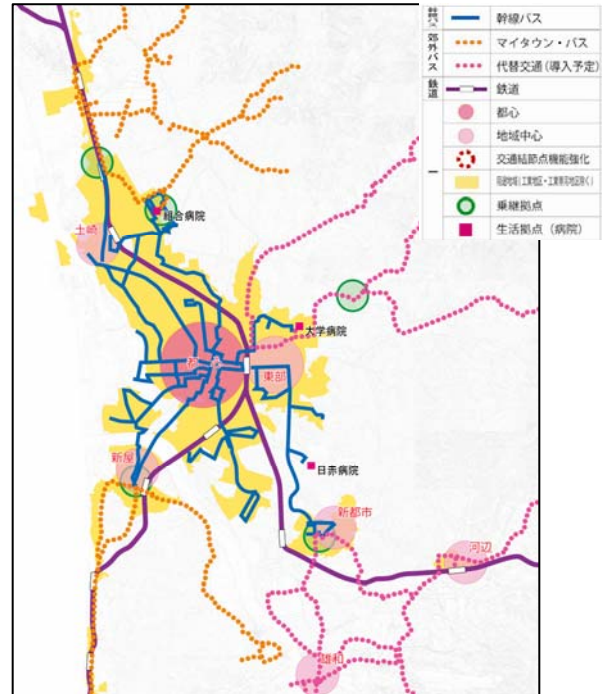 幹線バス
マイタウン・バス
代替交通(導入予定)
郊外バス
鉄道
鉄道
都心
地域中心
交通結節点機能強化
乗継拠点
生活拠点(病院)
組合病院
土崎
大学病院
都心
東部
新屋
日赤病院
新都市
河辺
雄和